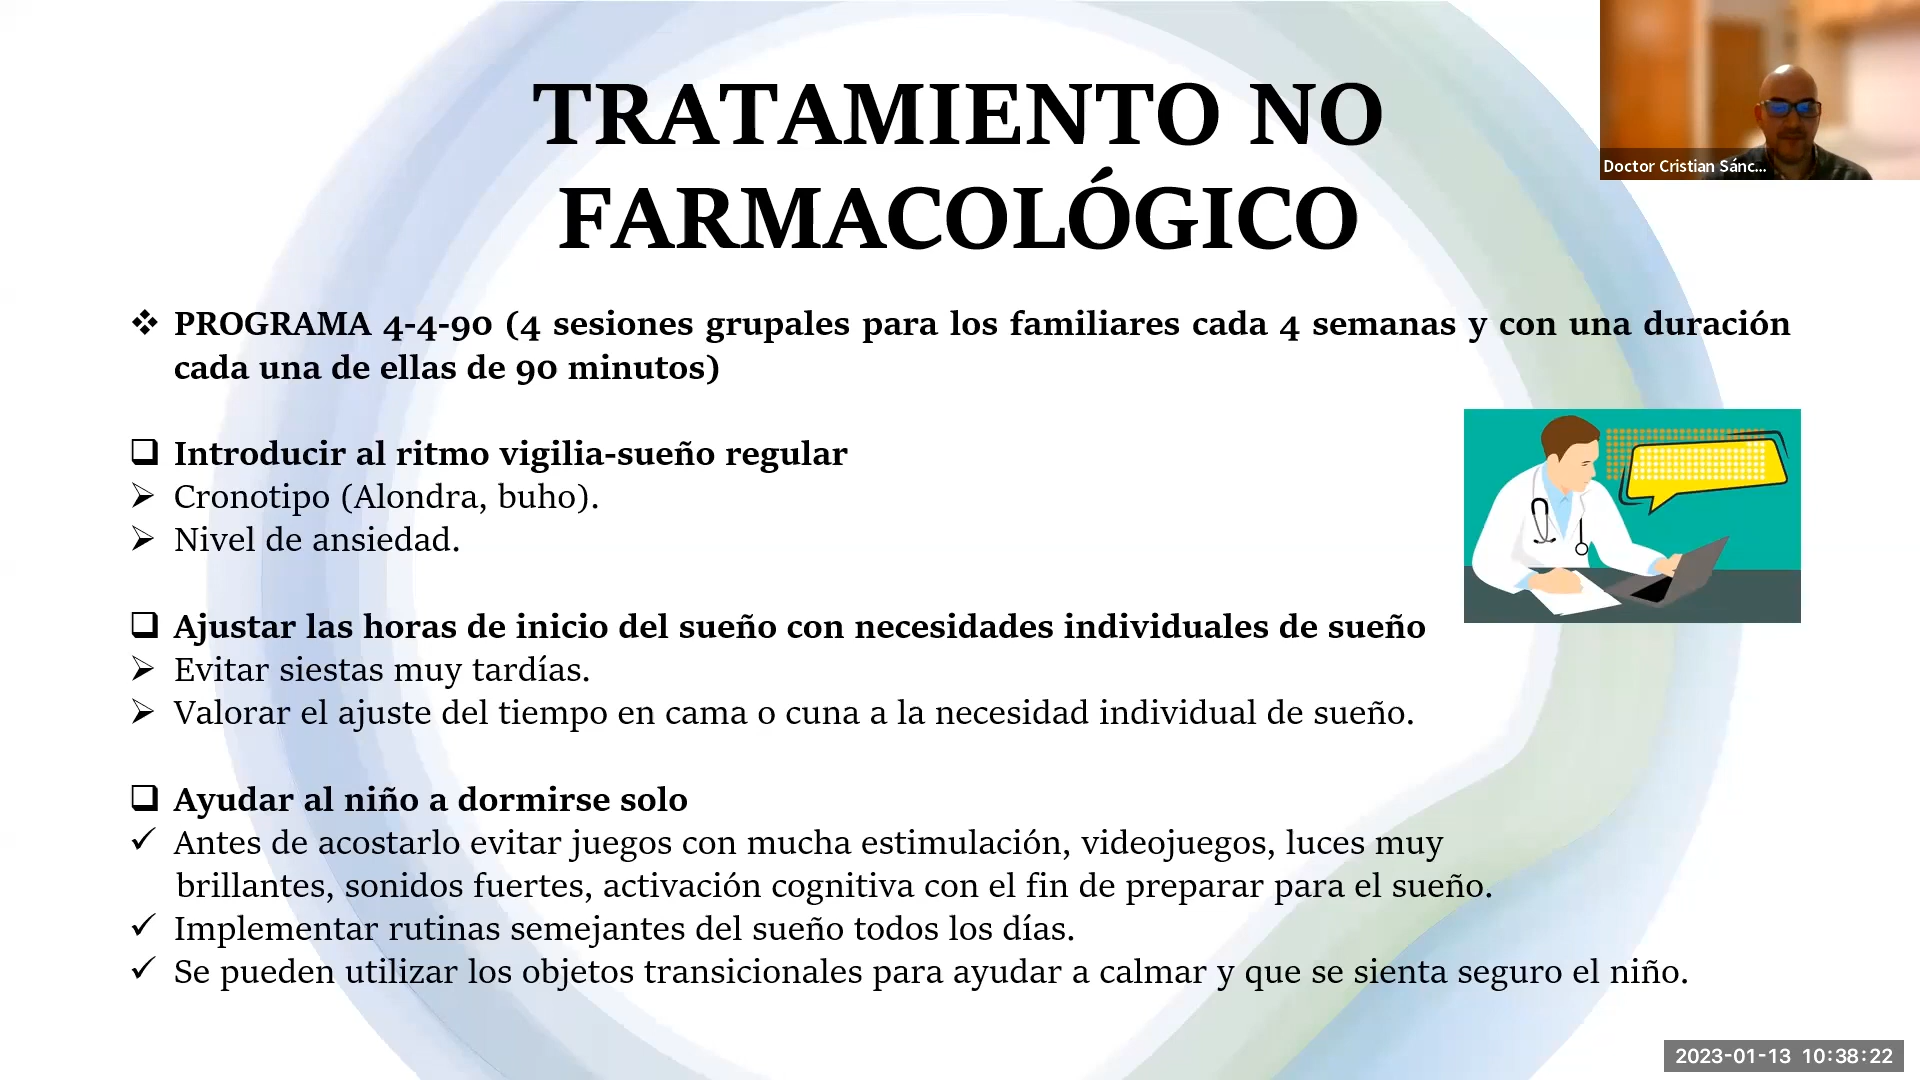 TRATAMIENTO NO
FARMACOLÓGICO
Doctor Cristian Sánc...
PROGRAMA 4-4-90 (4 sesiones grupales para los familiares cada 4 semanas y con una duración
cada una de ellas de 90 minutos)
Introducir al ritmo vigilia-sueño regular
Cronotipo (Alondra, buho).
Nivel de ansiedad.
Ajustar las horas de inicio del sueño con necesidades individuales de sueño
Evitar siestas muy tardías.
Valorar el ajuste del tiempo en cama o cuna a la necesidad individual de sueño.
Ayudar al niño a dormirse solo
Antes de acostarlo evitar juegos con mucha estimulación, videojuegos, luces muy
brillantes, sonidos fuertes, activación cognitiva con el fin de preparar para el sueño.
Implementar rutinas semejantes del sueño todos los días.
Se pueden utilizar los objetos transicionales para ayudar a calmar y que se sienta seguro el niño.
2023-01-13 10:38:22